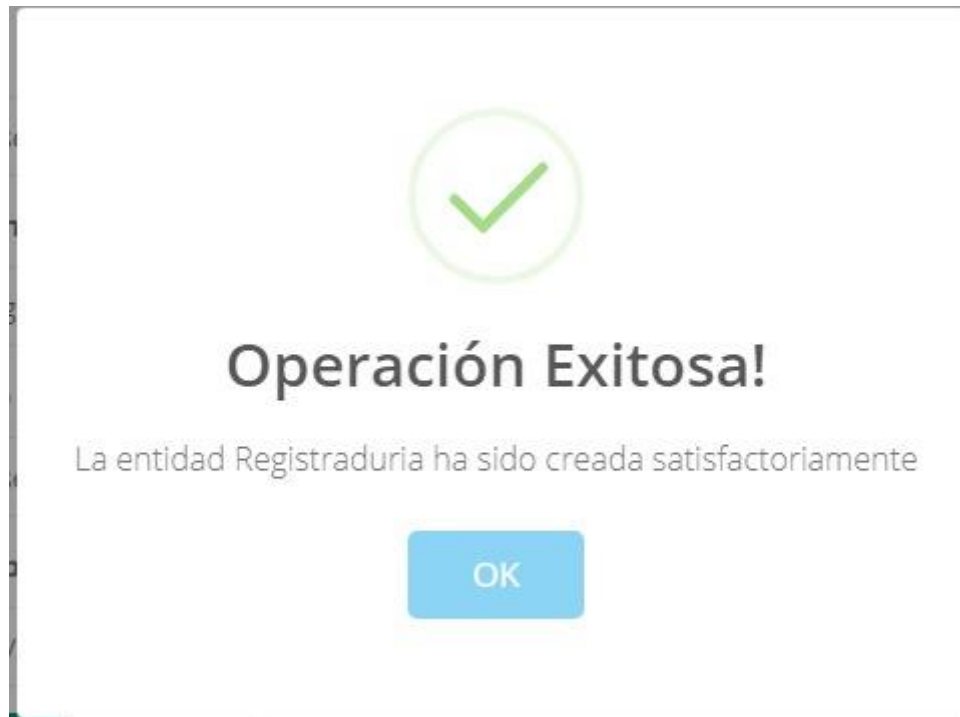 Operación Exitosa!
La entidad Registraduria ha sido creada satisfactoriamente
OK